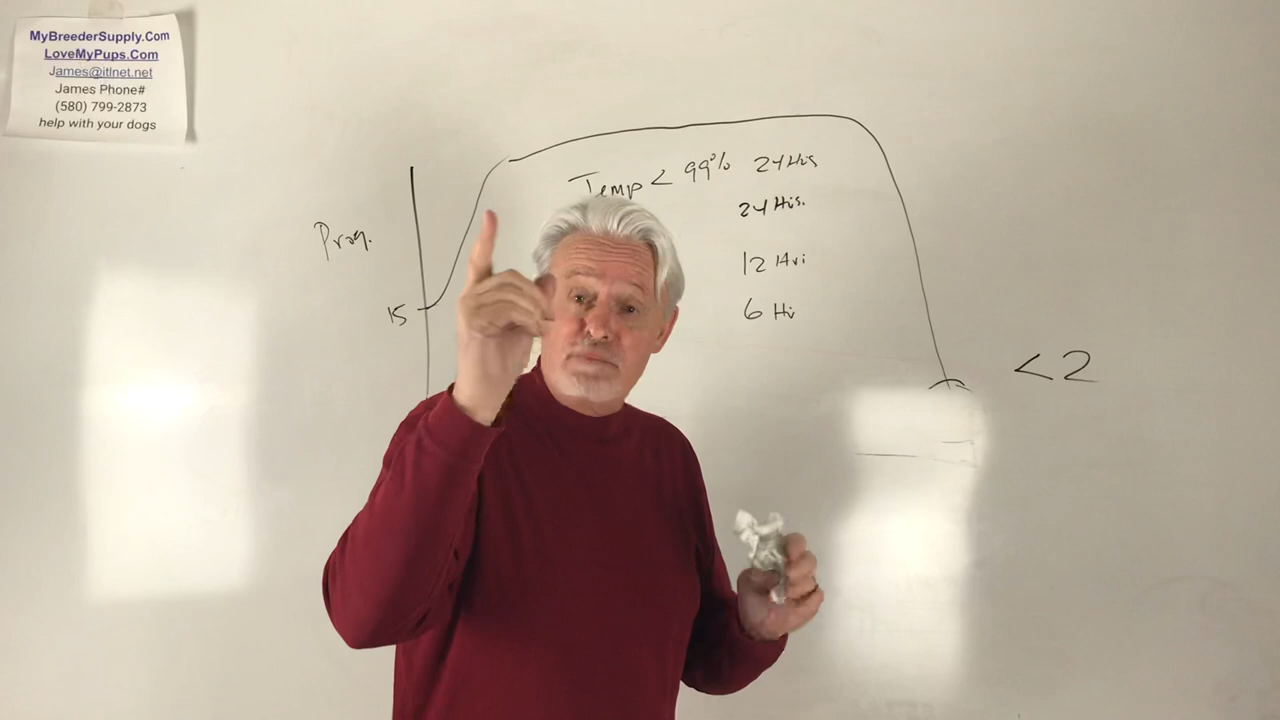 MyBreederSupply.Com
LoveMyPups.Com
James@itlnet.net
James Phone#
(580) 799-2873
help with your dogs
Temp < 99% 24 Hrs
24 Hrs.
Prog.
12 Hr
15
6 Hr
<2